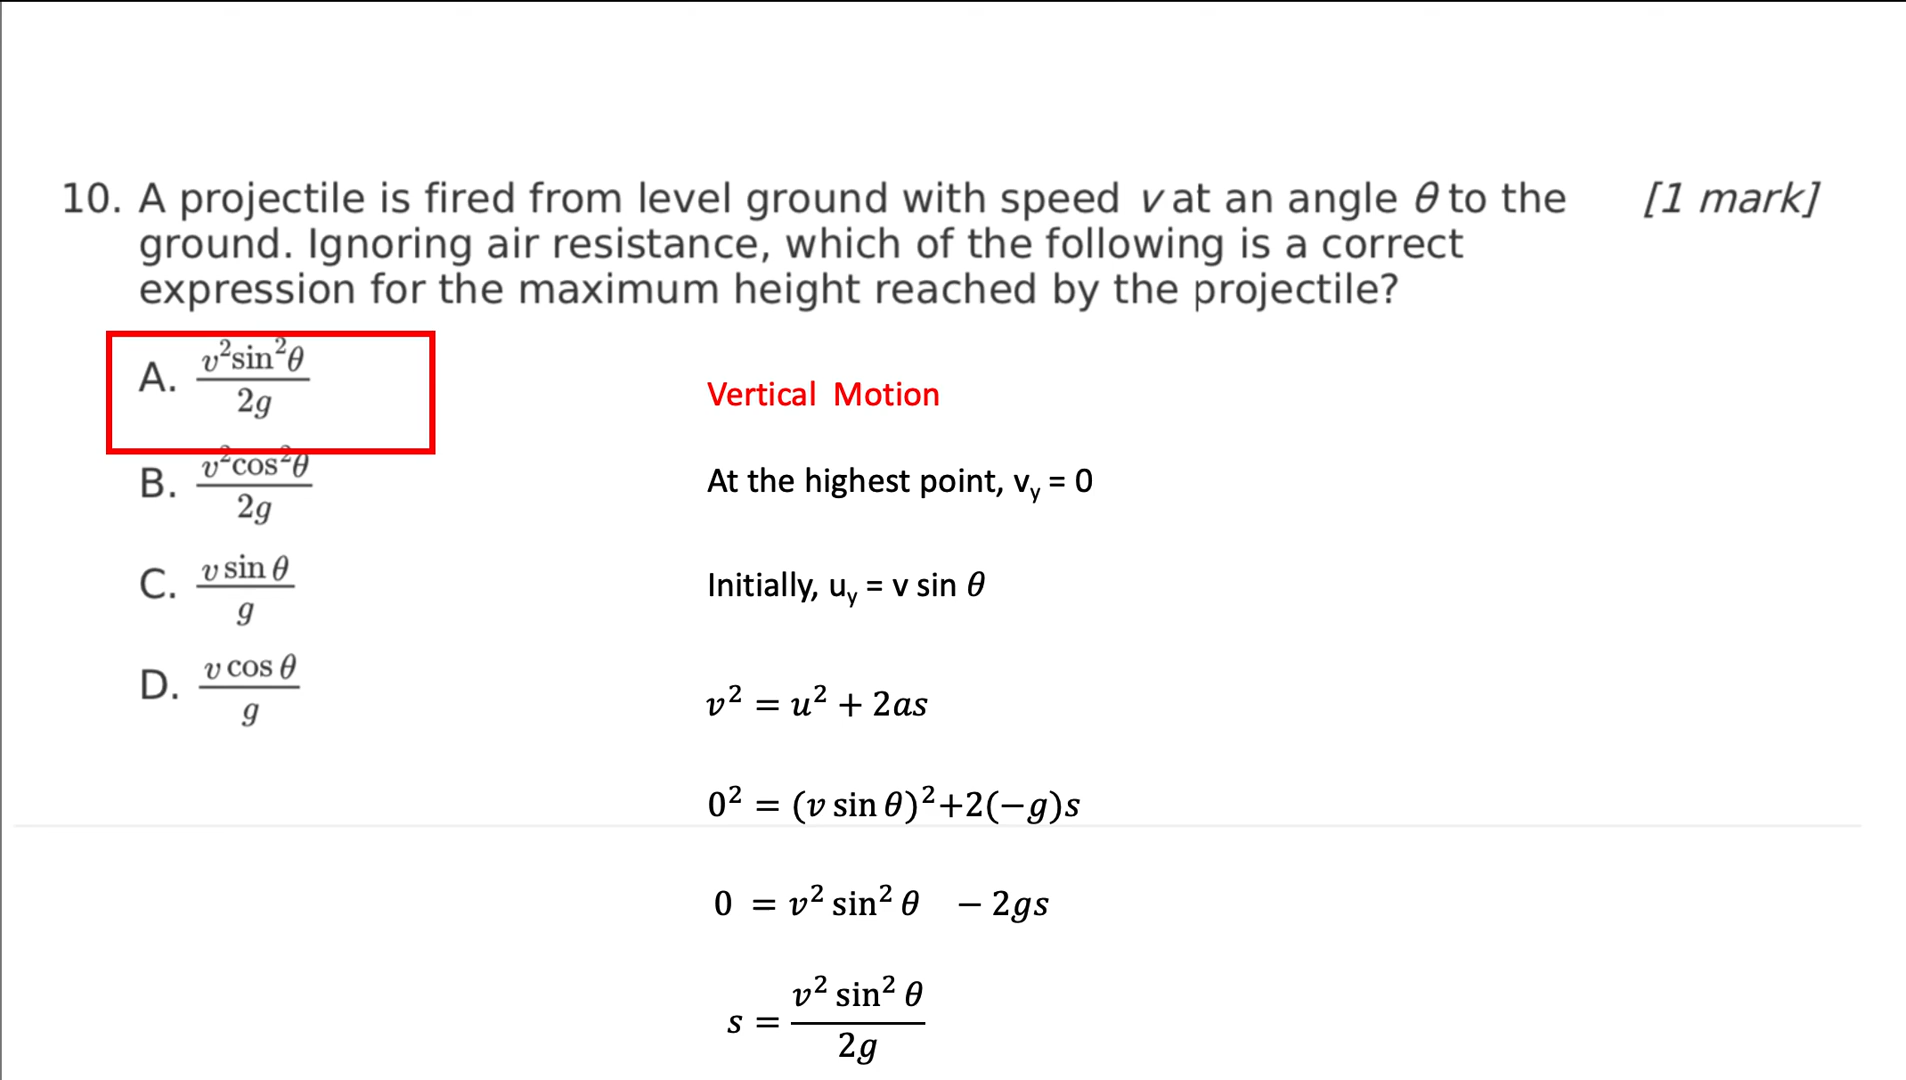 10. A projectile is fired from level ground with speed v at an angle θ to the [1 mark]
ground. Ignoring air resistance, which of the following is a correct
expression for the maximum height reached by the projectile?
A. v²sin²θ / 2g
B. v²cos²θ / 2g
C. v sin θ / g
D. v cos θ / g
Vertical Motion
At the highest point, v_y = 0
Initially, u_y = v sin θ
v² = u² + 2as
0² = (v sin θ)²+2(−g)s
0 = v² sin² θ − 2gs
s = v² sin² θ / 2g